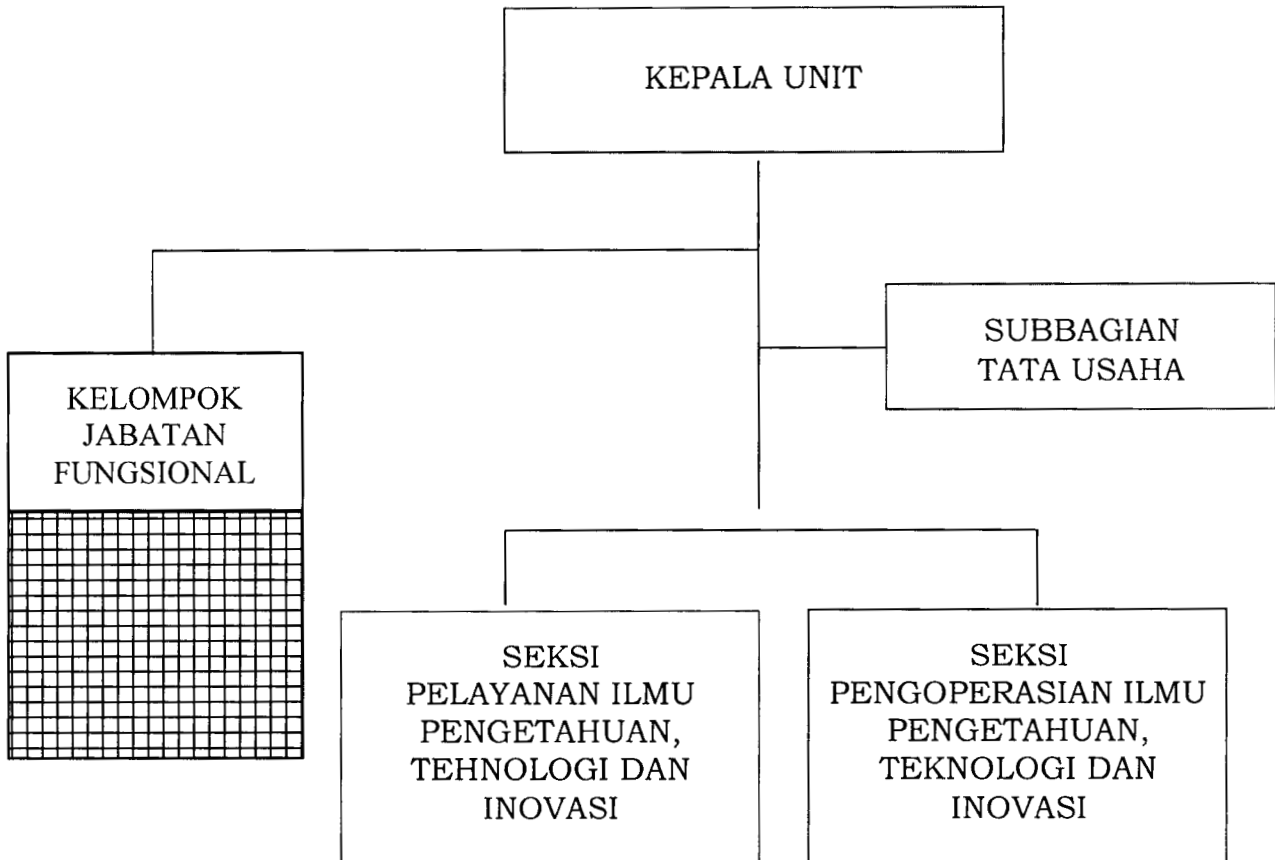 KEPALA UNIT
SUBBAGIAN
TATA USAHA
KELOMPOK
JABATAN
FUNGSIONAL
SEKSI
PELAYANAN ILMU
PENGETAHUAN,
TEHNOLOGI DAN
INOVASI
SEKSI
PENGOPERASIAN ILMU
PENGETAHUAN,
TEKNOLOGI DAN
INOVASI